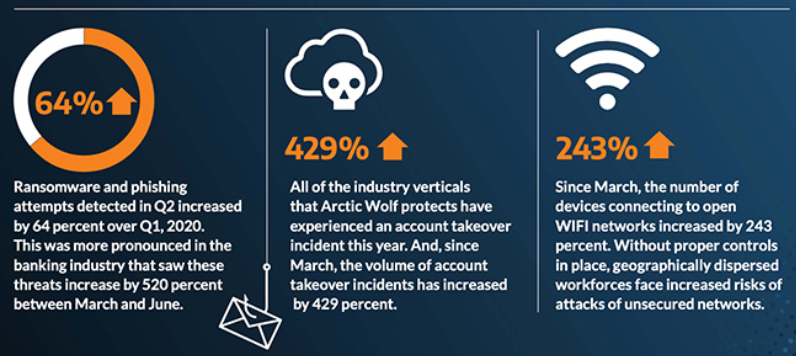 64%
Ransomware and phishing
attempts detected in Q2 increased
by 64 percent over Q1, 2020.
This was more pronounced in the
banking industry that saw these
threats increase by 520 percent
between March and June.
429%
All of the industry verticals
that Arctic Wolf protects have
experienced an account takeover
incident this year. And, since
March, the volume of account
takeover incidents has increased
by 429 percent.
243%
Since March, the number of
devices connecting to open
WIFI networks increased by 243
percent. Without proper controls
in place, geographically dispersed
workforces face increased risks of
attacks of unsecured networks.